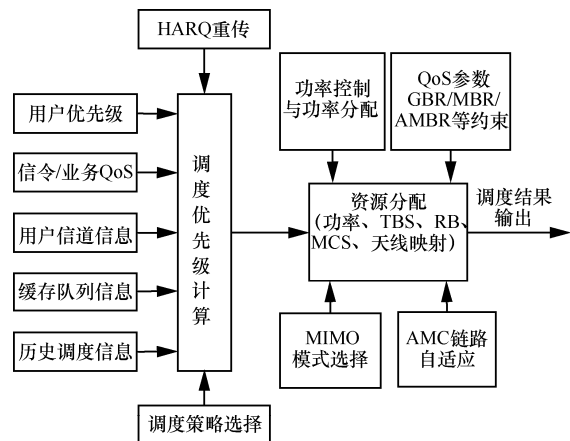 HARQ重传
用户优先级
信令/业务QoS
用户信道信息
缓存队列信息
历史调度信息
调度优先级计算
调度策略选择
功率控制
与功率分配
QoS参数
GBR/MBR/
AMBR等约束
资源分配
(功率、TBS、RB、
MCS、天线映射)
MIMO
模式选择
AMC链路
自适应
调度结果
输出